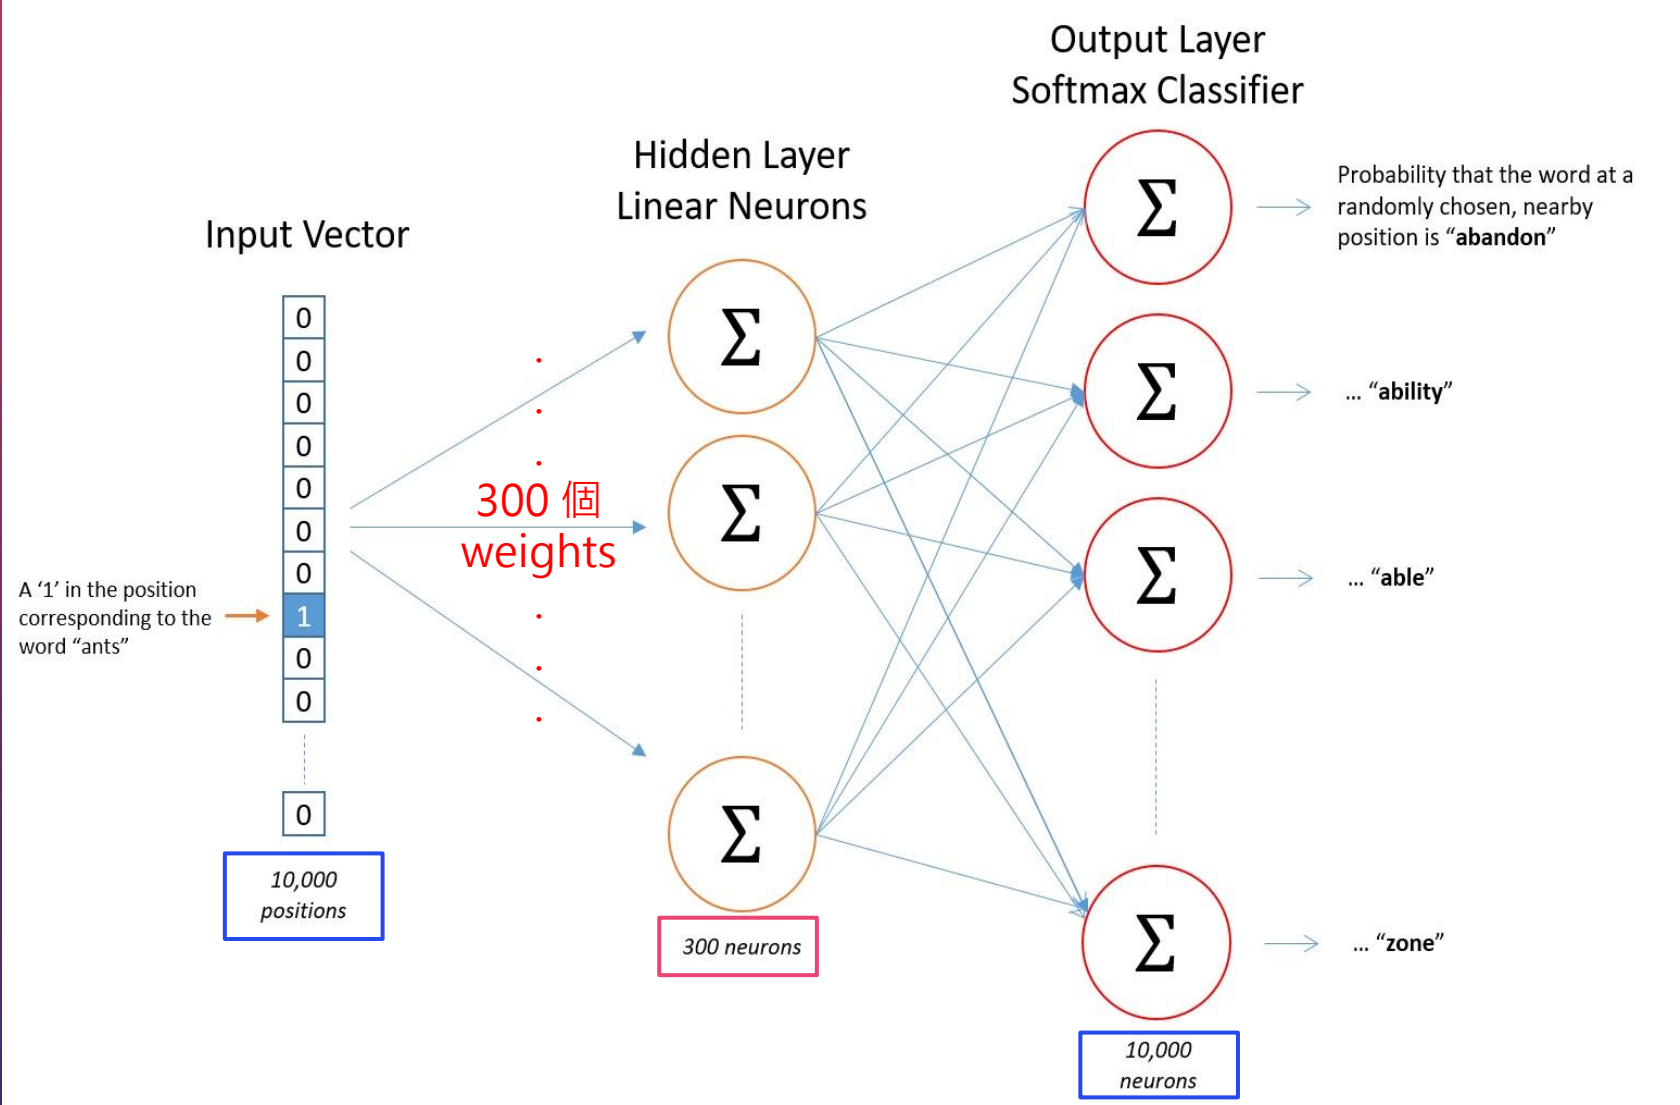 Output Layer
Softmax Classifier
Hidden Layer
Linear Neurons
Input Vector
0
0
0
0
0
0
0
1
0
0
0
A ‘1’ in the position
corresponding to the
word “ants”
10,000
positions
300 個
weights
Σ
Σ
Σ
300 neurons
Σ
Σ
Σ
Σ
10,000
neurons
Probability that the word at a
randomly chosen, nearby
position is “abandon”
... “ability”
... “able”
... “zone”